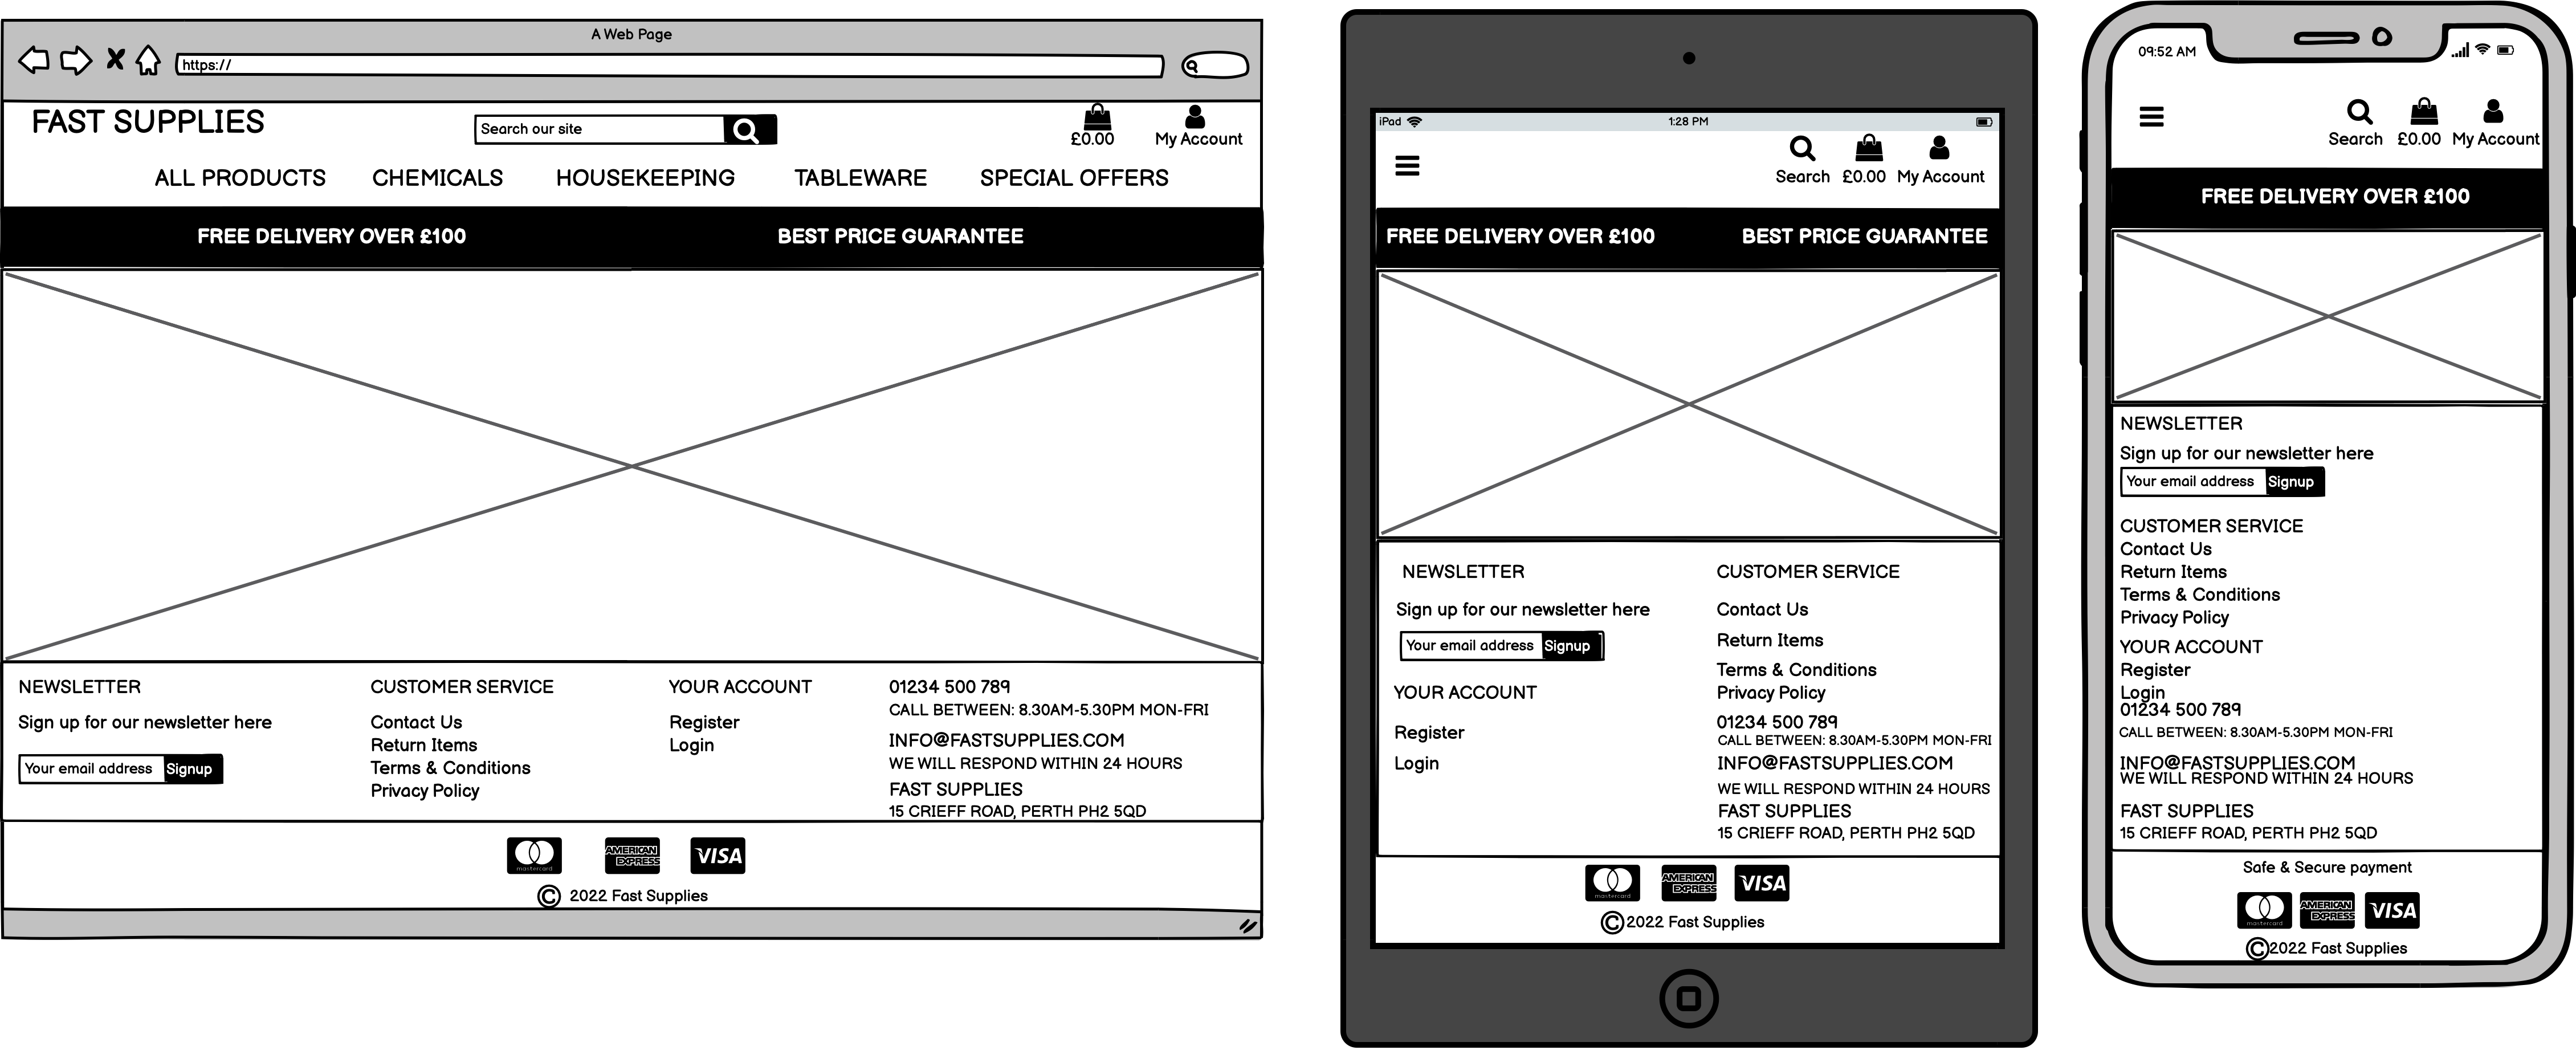 A Web Page
https://
FAST SUPPLIES
Search our site
£0.00
My Account
ALL PRODUCTS
CHEMICALS
HOUSEKEEPING
TABLEWARE
SPECIAL OFFERS
FREE DELIVERY OVER £100
BEST PRICE GUARANTEE
NEWSLETTER
Sign up for our newsletter here
Your email address
Signup
CUSTOMER SERVICE
Contact Us
Return Items
Terms & Conditions
Privacy Policy
YOUR ACCOUNT
Register
Login
01234 500 789
CALL BETWEEN: 8.30AM-5.30PM MON-FRI
INFO@FASTSUPPLIES.COM
WE WILL RESPOND WITHIN 24 HOURS
FAST SUPPLIES
15 CRIEFF ROAD, PERTH PH2 5QD
mastercard
AMERICAN
EXPRESS
VISA
© 2022 Fast Supplies
iPad
1:28 PM
Search
£0.00
My Account
FREE DELIVERY OVER £100
BEST PRICE GUARANTEE
NEWSLETTER
Sign up for our newsletter here
Your email address
Signup
YOUR ACCOUNT
Register
Login
CUSTOMER SERVICE
Contact Us
Return Items
Terms & Conditions
Privacy Policy
01234 500 789
CALL BETWEEN: 8.30AM-5.30PM MON-FRI
INFO@FASTSUPPLIES.COM
WE WILL RESPOND WITHIN 24 HOURS
FAST SUPPLIES
15 CRIEFF ROAD, PERTH PH2 5QD
mastercard
AMERICAN
EXPRESS
VISA
©2022 Fast Supplies
09:52 AM
Search
£0.00
My Account
FREE DELIVERY OVER £100
NEWSLETTER
Sign up for our newsletter here
Your email address
Signup
CUSTOMER SERVICE
Contact Us
Return Items
Terms & Conditions
Privacy Policy
YOUR ACCOUNT
Register
Login
01234 500 789
CALL BETWEEN: 8.30AM-5.30PM MON-FRI
INFO@FASTSUPPLIES.COM
WE WILL RESPOND WITHIN 24 HOURS
FAST SUPPLIES
15 CRIEFF ROAD, PERTH PH2 5QD
Safe & Secure payment
mastercard
AMERICAN
EXPRESS
VISA
©2022 Fast Supplies